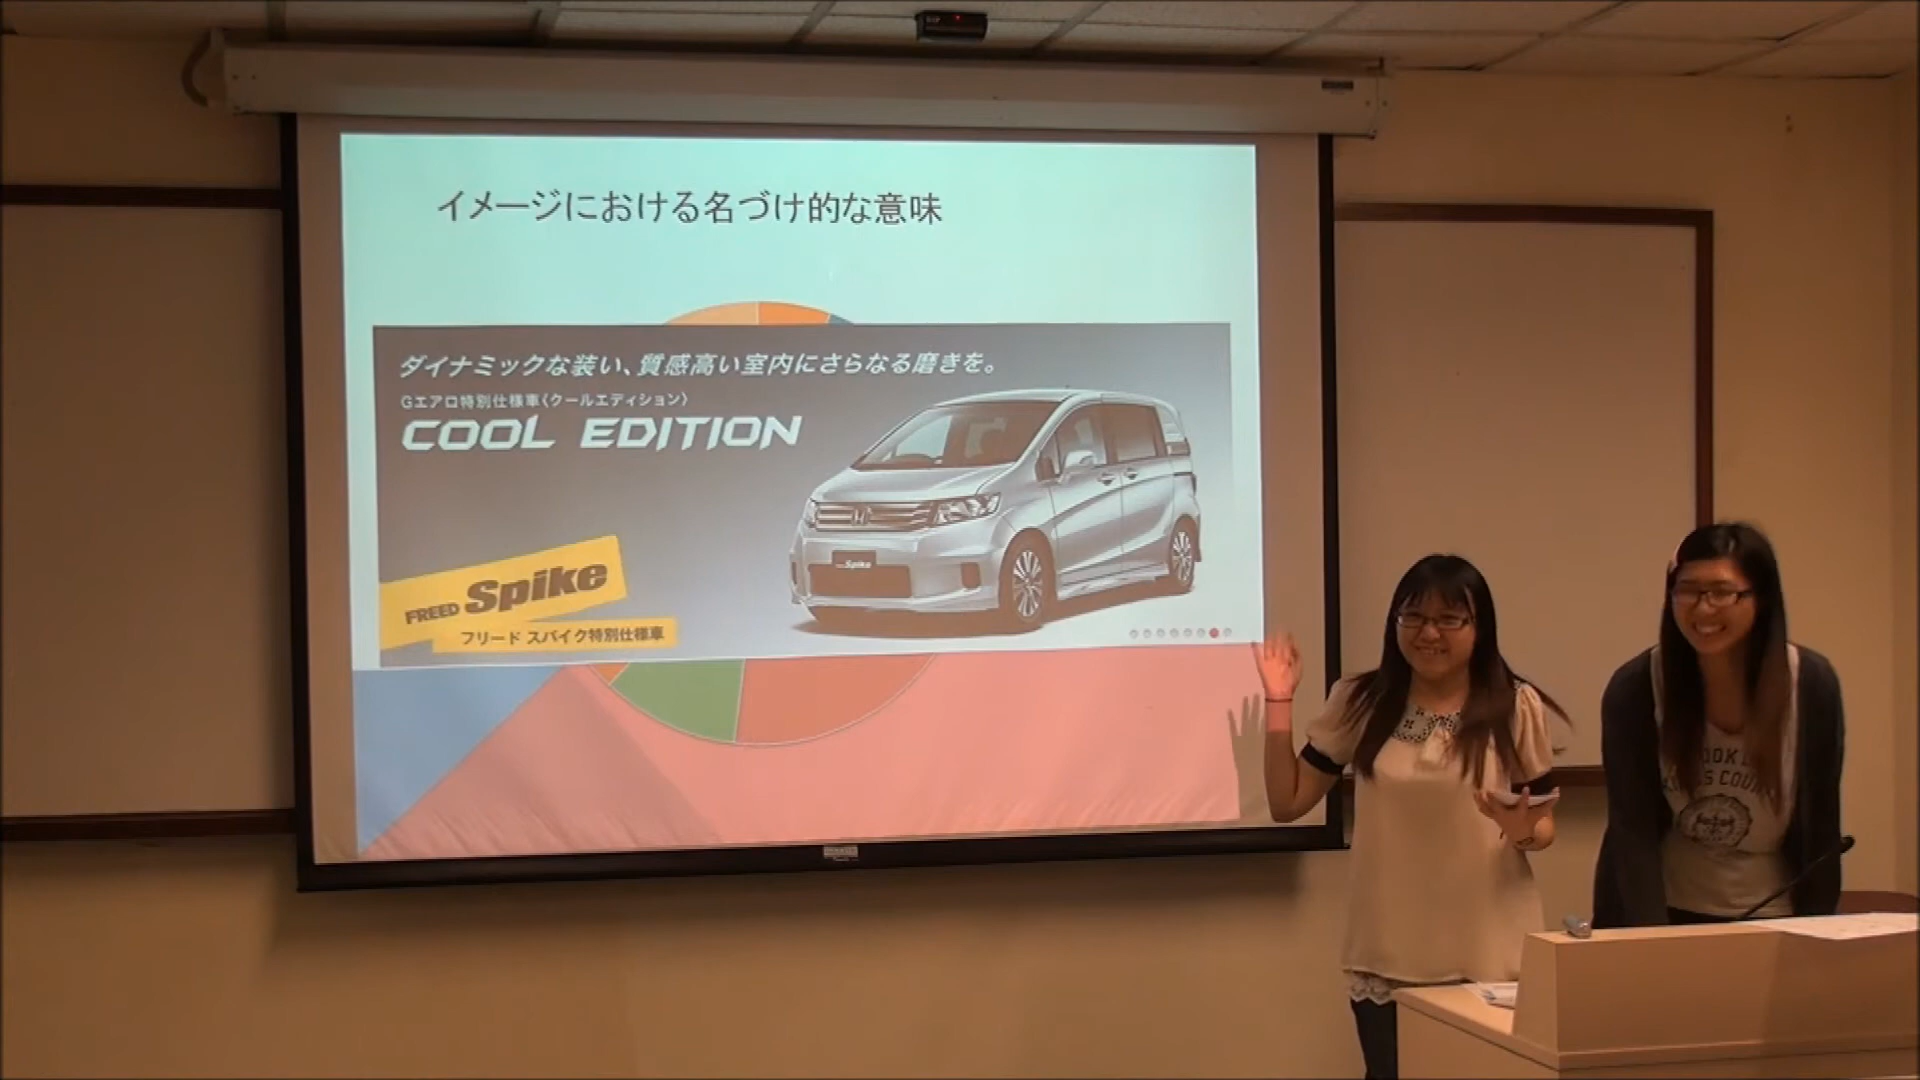 イメージにおける名づけ的な意味
ダイナミックな装い、質感高い室内にさらなる磨きを。
Gエアロ特別仕様車〈クールエディション〉
COOL EDITION
FREED Spike
フリード スパイク特別仕様車
Spike